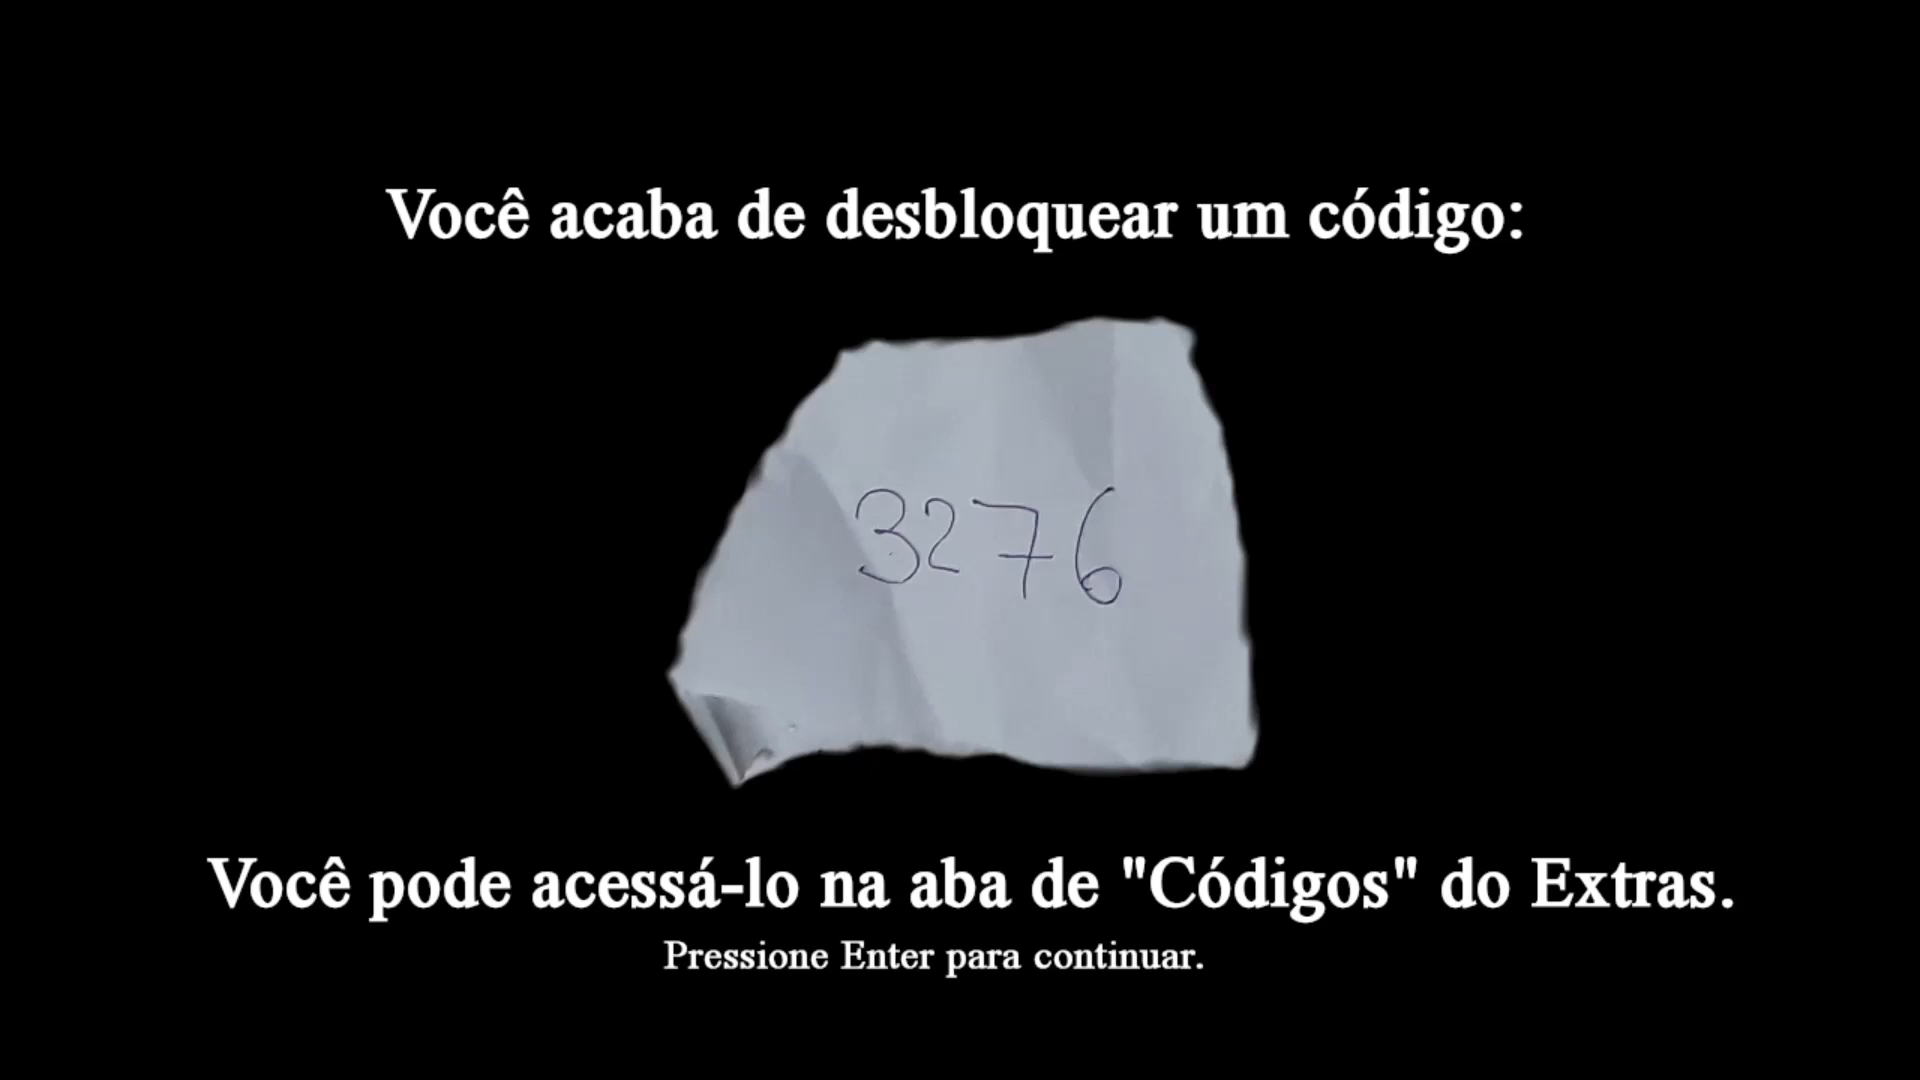 Você acaba de desbloquear um código:
3276
Você pode acessá-lo na aba de "Códigos" do Extras.
Pressione Enter para continuar.